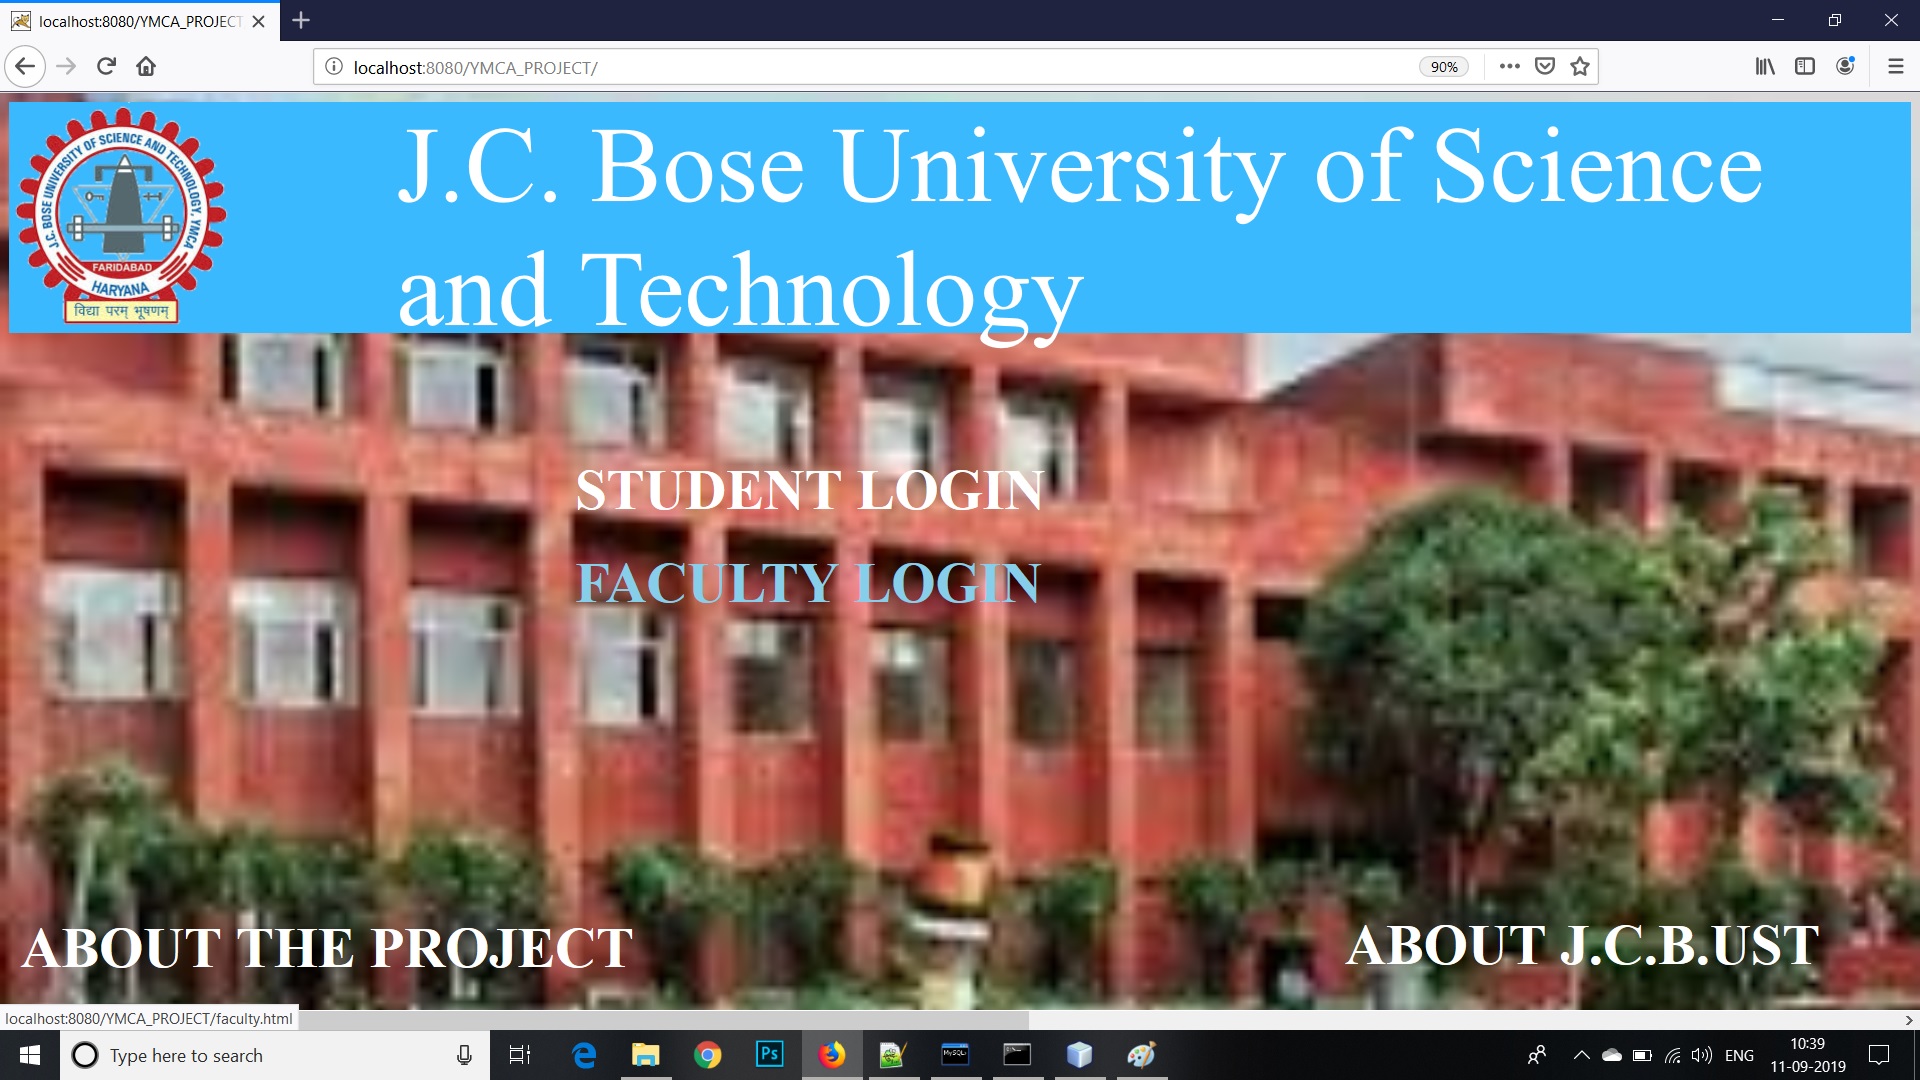 localhost:8080/YMCA_PROJECT
localhost:8080/YMCA_PROJECT/
90%
J.C. BOSE UNIVERSITY OF SCIENCE AND TECHNOLOGY, YMCA
FARIDABAD
HARYANA
विद्या परम् भूषणम्
J.C. Bose University of Science
and Technology
STUDENT LOGIN
FACULTY LOGIN
ABOUT THE PROJECT
ABOUT J.C.B.UST
localhost:8080/YMCA_PROJECT/faculty.html
Type here to search
Ps
MySQL
ENG
10:39
11-09-2019